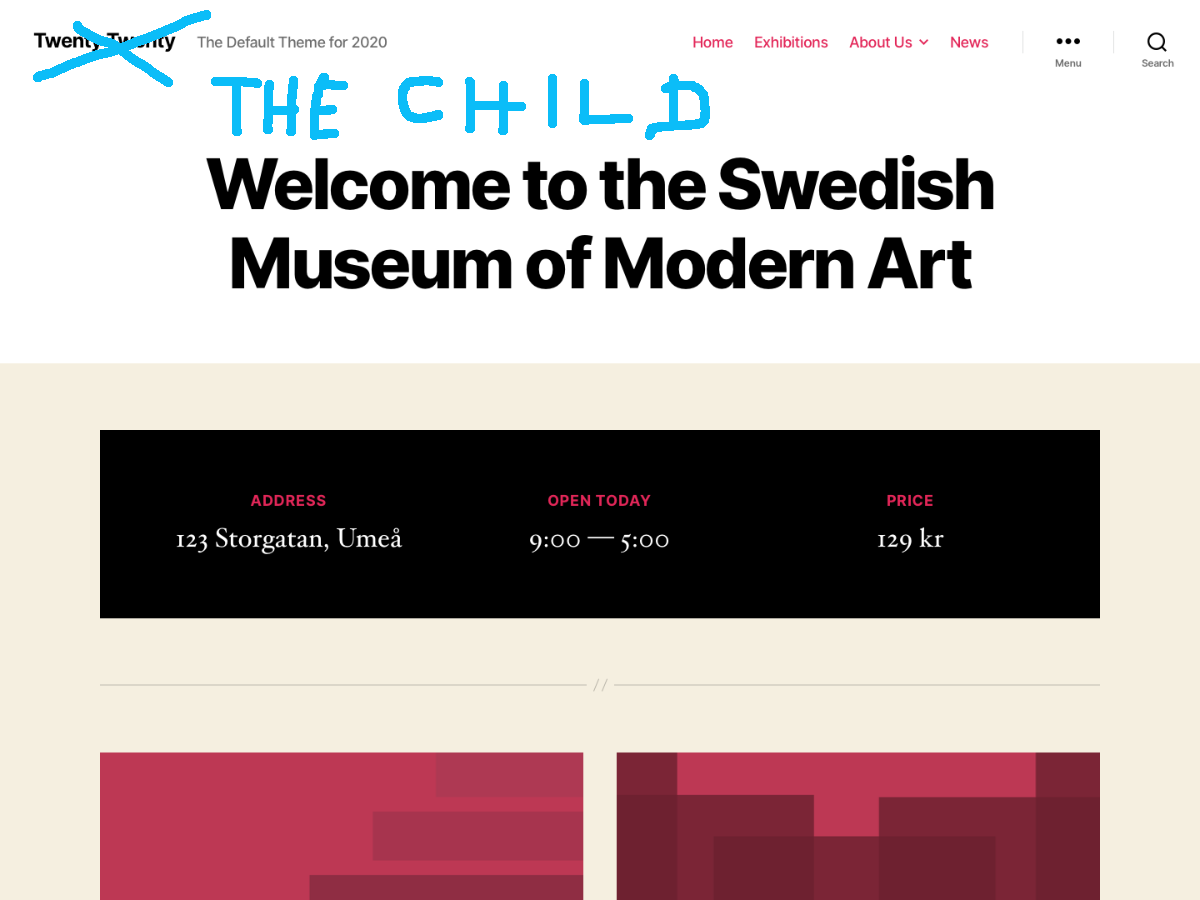 Twenty Twenty The Default Theme for 2020 Home Exhibitions About Us News Menu Search
THE CHILD
Welcome to the Swedish
Museum of Modern Art
ADDRESS OPEN TODAY PRICE
123 Storgatan, Umeå 9:00 — 5:00 129 kr
//